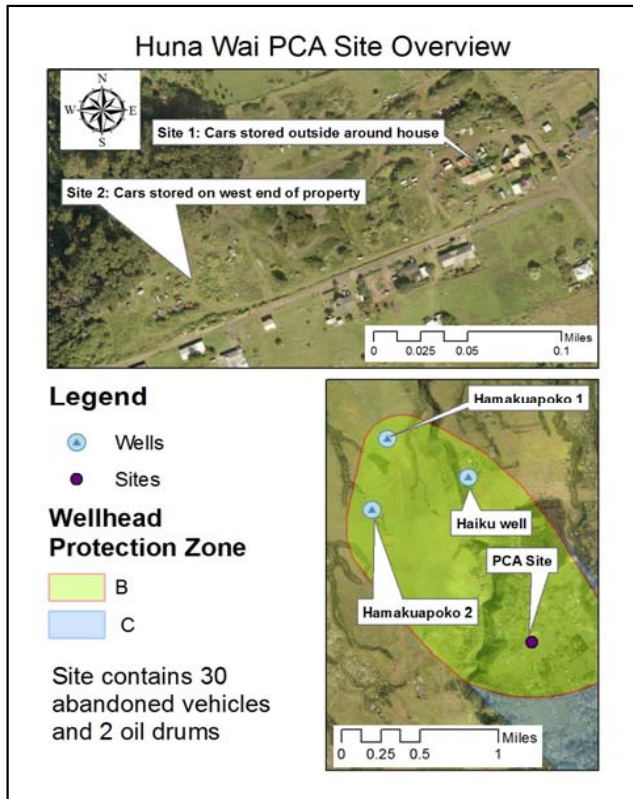 Huna Wai PCA Site Overview
N
W E
S
Site 1: Cars stored outside around house
Site 2: Cars stored on west end of property
Miles
0 0.025 0.05 0.1
Legend
Wells
Sites
Wellhead
Protection Zone
B
C
Site contains 30
abandoned vehicles
and 2 oil drums
Hamakuapoko 1
Haiku well
PCA Site
Hamakuapoko 2
Miles
0 0.25 0.5 1